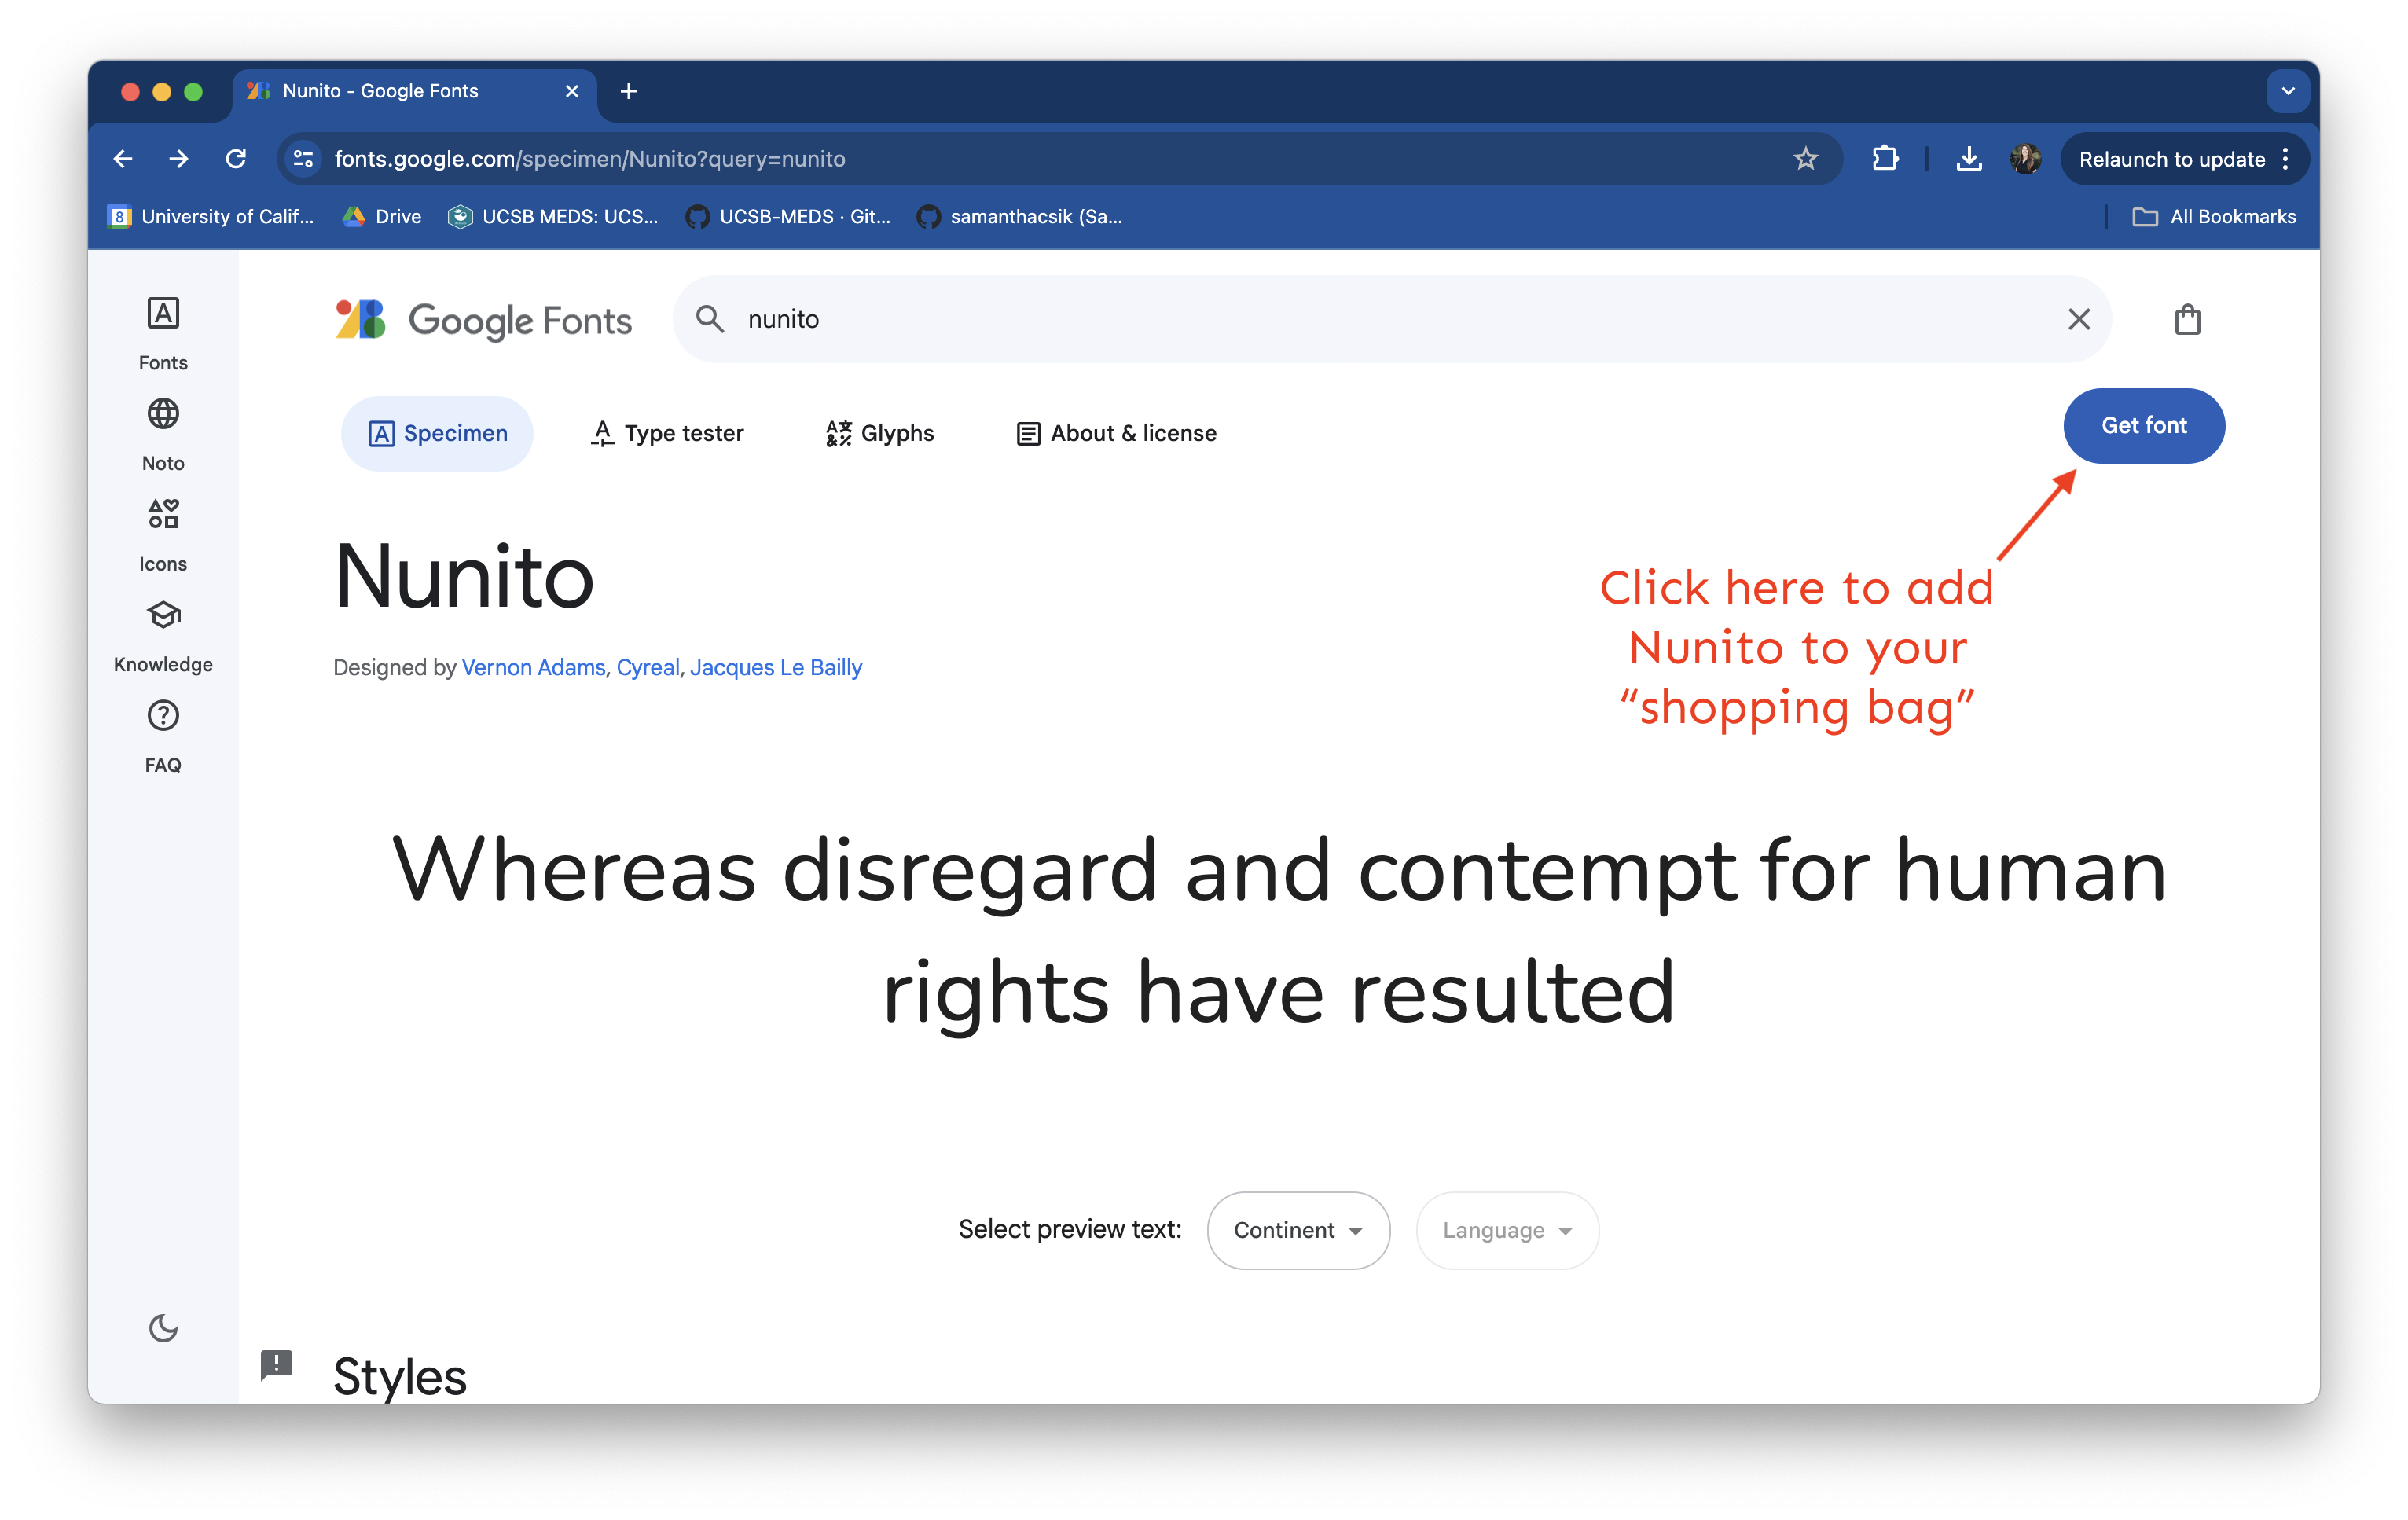 Nunito - Google Fonts
fonts.google.com/specimen/Nunito?query=nunito
Relaunch to update
8 University of Calif...
Drive
UCSB MEDS: UCS...
UCSB-MEDS · Git...
samanthacsik (Sa...
All Bookmarks
Fonts
Noto
Icons
Knowledge
FAQ
Google Fonts
nunito
Specimen
Type tester
Glyphs
About & license
Get font
Nunito
Designed by Vernon Adams, Cyreal, Jacques Le Bailly
Click here to add
Nunito to your
“shopping bag”
Whereas disregard and contempt for human
rights have resulted
Select preview text:
Continent
Language
Styles